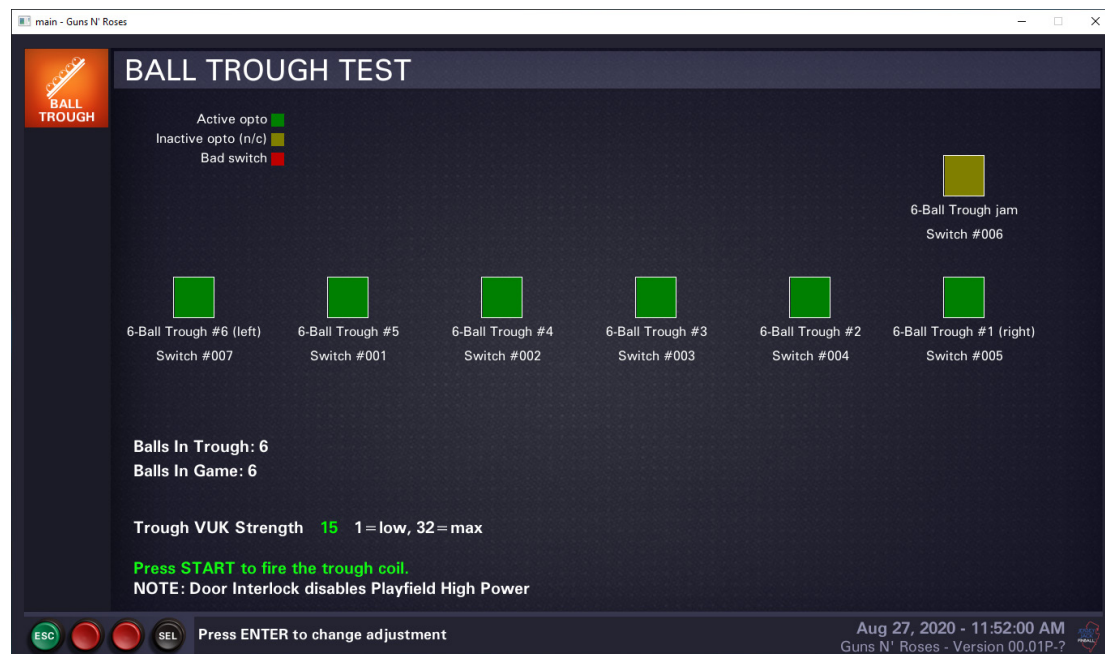 main - Guns N' Roses
BALL TROUGH TEST
BALL
TROUGH
Active opto
Inactive opto (n/c)
Bad switch
6-Ball Trough jam
Switch #006
6-Ball Trough #6 (left) 6-Ball Trough #5 6-Ball Trough #4 6-Ball Trough #3 6-Ball Trough #2 6-Ball Trough #1 (right)
Switch #007 Switch #001 Switch #002 Switch #003 Switch #004 Switch #005
Balls In Trough: 6
Balls In Game: 6
Trough VUK Strength 15 1=low, 32=max
Press START to fire the trough coil.
NOTE: Door Interlock disables Playfield High Power
ESC SEL Press ENTER to change adjustment
Aug 27, 2020 - 11:52:00 AM
Guns N' Roses - Version 00.01P-?